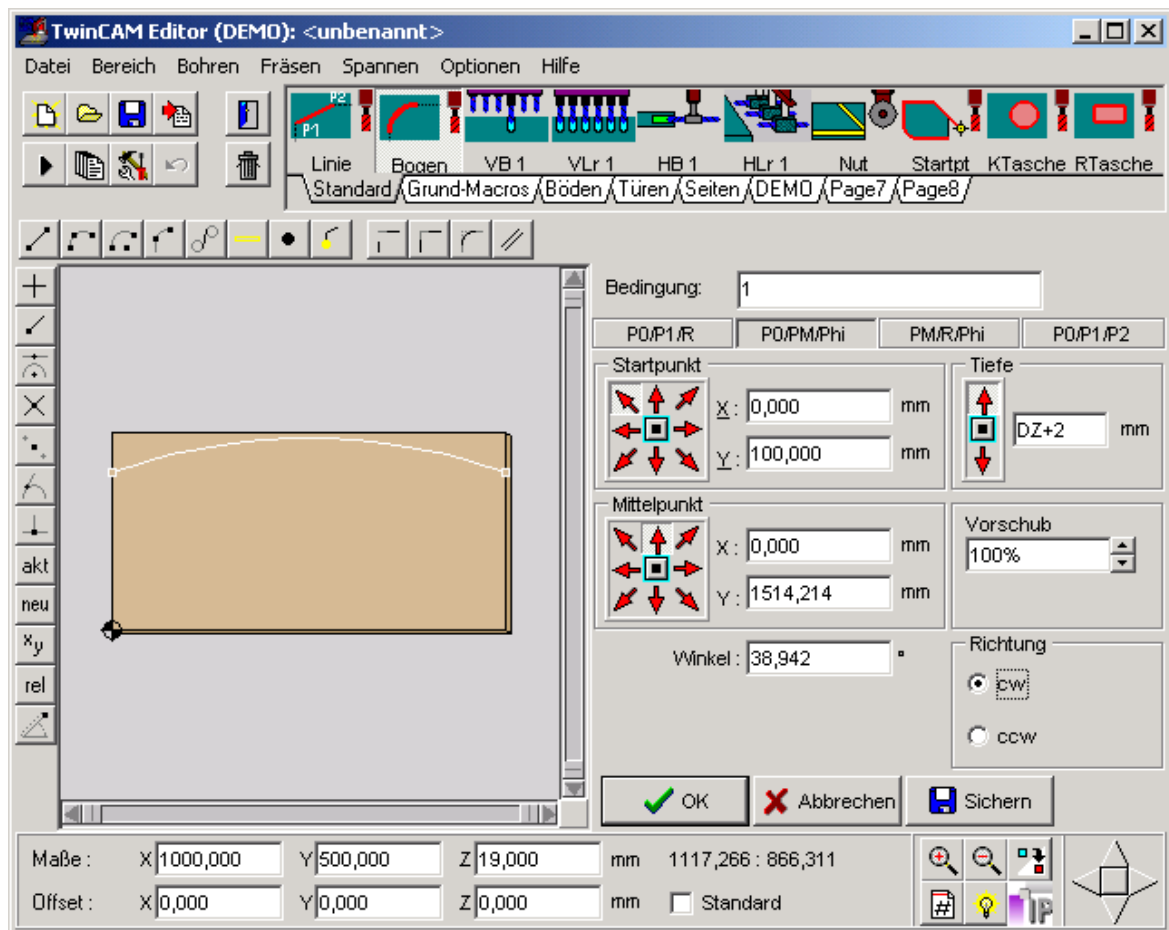 TwinCAM Editor (DEMO): <unbenannt>
Datei Bereich Bohren Fräsen Spannen Optionen Hilfe
P2
P1
Linie Bogen VB 1 VLr 1 HB 1 HLr 1 Nut Startpt KTasche RTasche
Standard Grund-Macros Böden Türen Seiten DEMO Page7 Page8
Bedingung: 1
P0/P1/R P0/PM/Phi PM/R/Phi P0/P1/P2
Startpunkt Tiefe
X : 0,000 mm
DZ+2 mm
Y : 100,000 mm
Mittelpunkt
Vorschub
X : 0,000 mm
100%
Y : 1514,214 mm
akt
neu
xy
rel
Winkel : 38,942 °
Richtung
cw
ccw
OK Abbrechen Sichern
Maße : X 1000,000 Y 500,000 Z 19,000 mm 1117,266 : 866,311
Offset : X 0,000 Y 0,000 Z 0,000 mm Standard
# IP